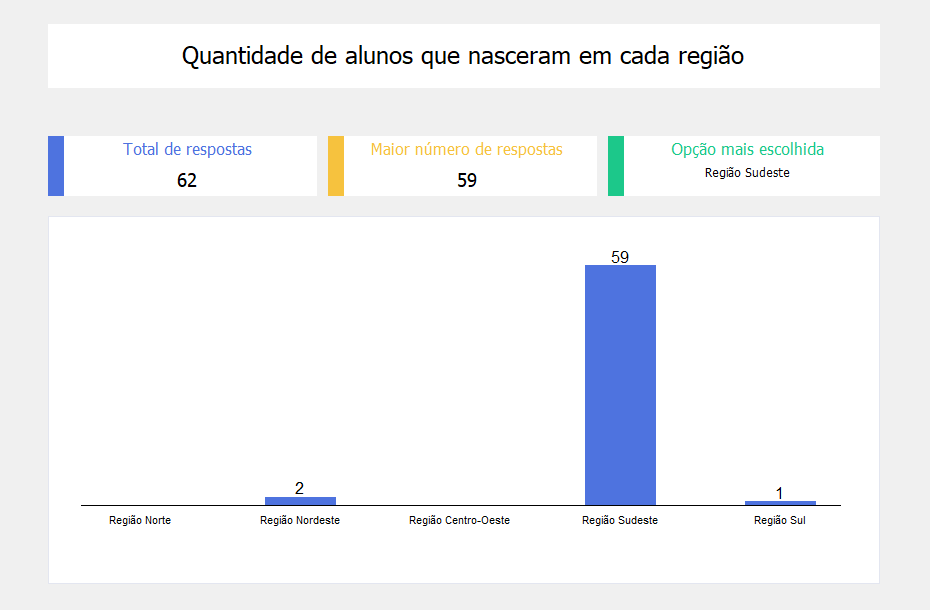 Quantidade de alunos que nasceram em cada região
Total de respostas
62
Maior número de respostas
59
Opção mais escolhida
Região Sudeste
59
2
1
Região Norte
Região Nordeste
Região Centro-Oeste
Região Sudeste
Região Sul